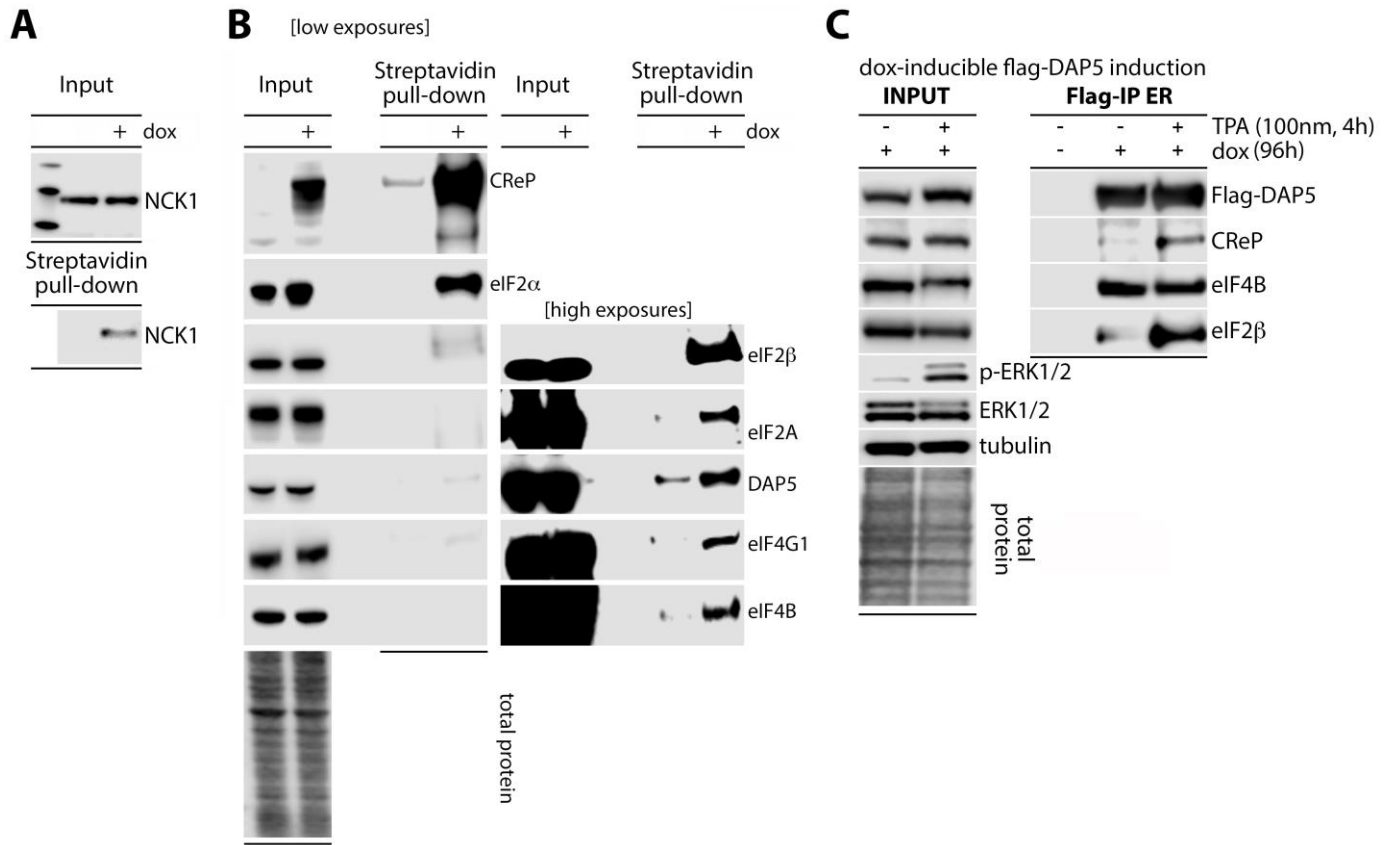 A
Input
+ dox
NCK1
Streptavidin
pull-down
NCK1
B
[low exposures]
Input
Streptavidin
pull-down
Input
Streptavidin
pull-down
+ + + + dox
CReP
eIF2α
[high exposures]
eIF2β
eIF2A
DAP5
eIF4G1
eIF4B
total protein
C
dox-inducible flag-DAP5 induction
INPUT Flag-IP ER
- + - - + TPA (100nm, 4h)
+ + - + + dox (96h)
Flag-DAP5
CReP
eIF4B
eIF2β
p-ERK1/2
ERK1/2
tubulin
total
protein